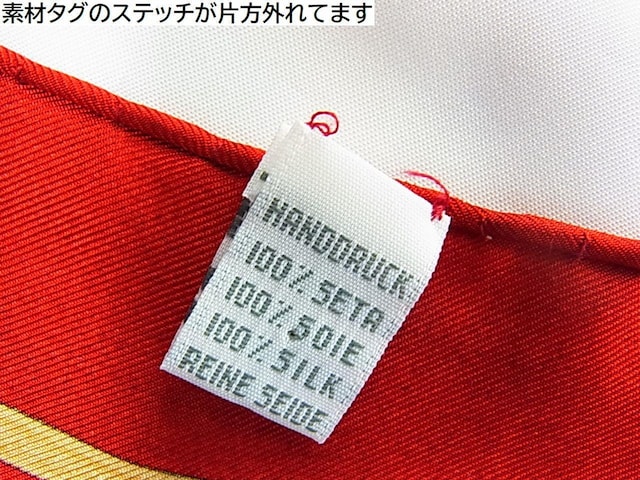 素材タグのステッチが片方外れてます
HANDDRUCK
100% SETA
100% SOIE
100% SILK
REINE SEIDE